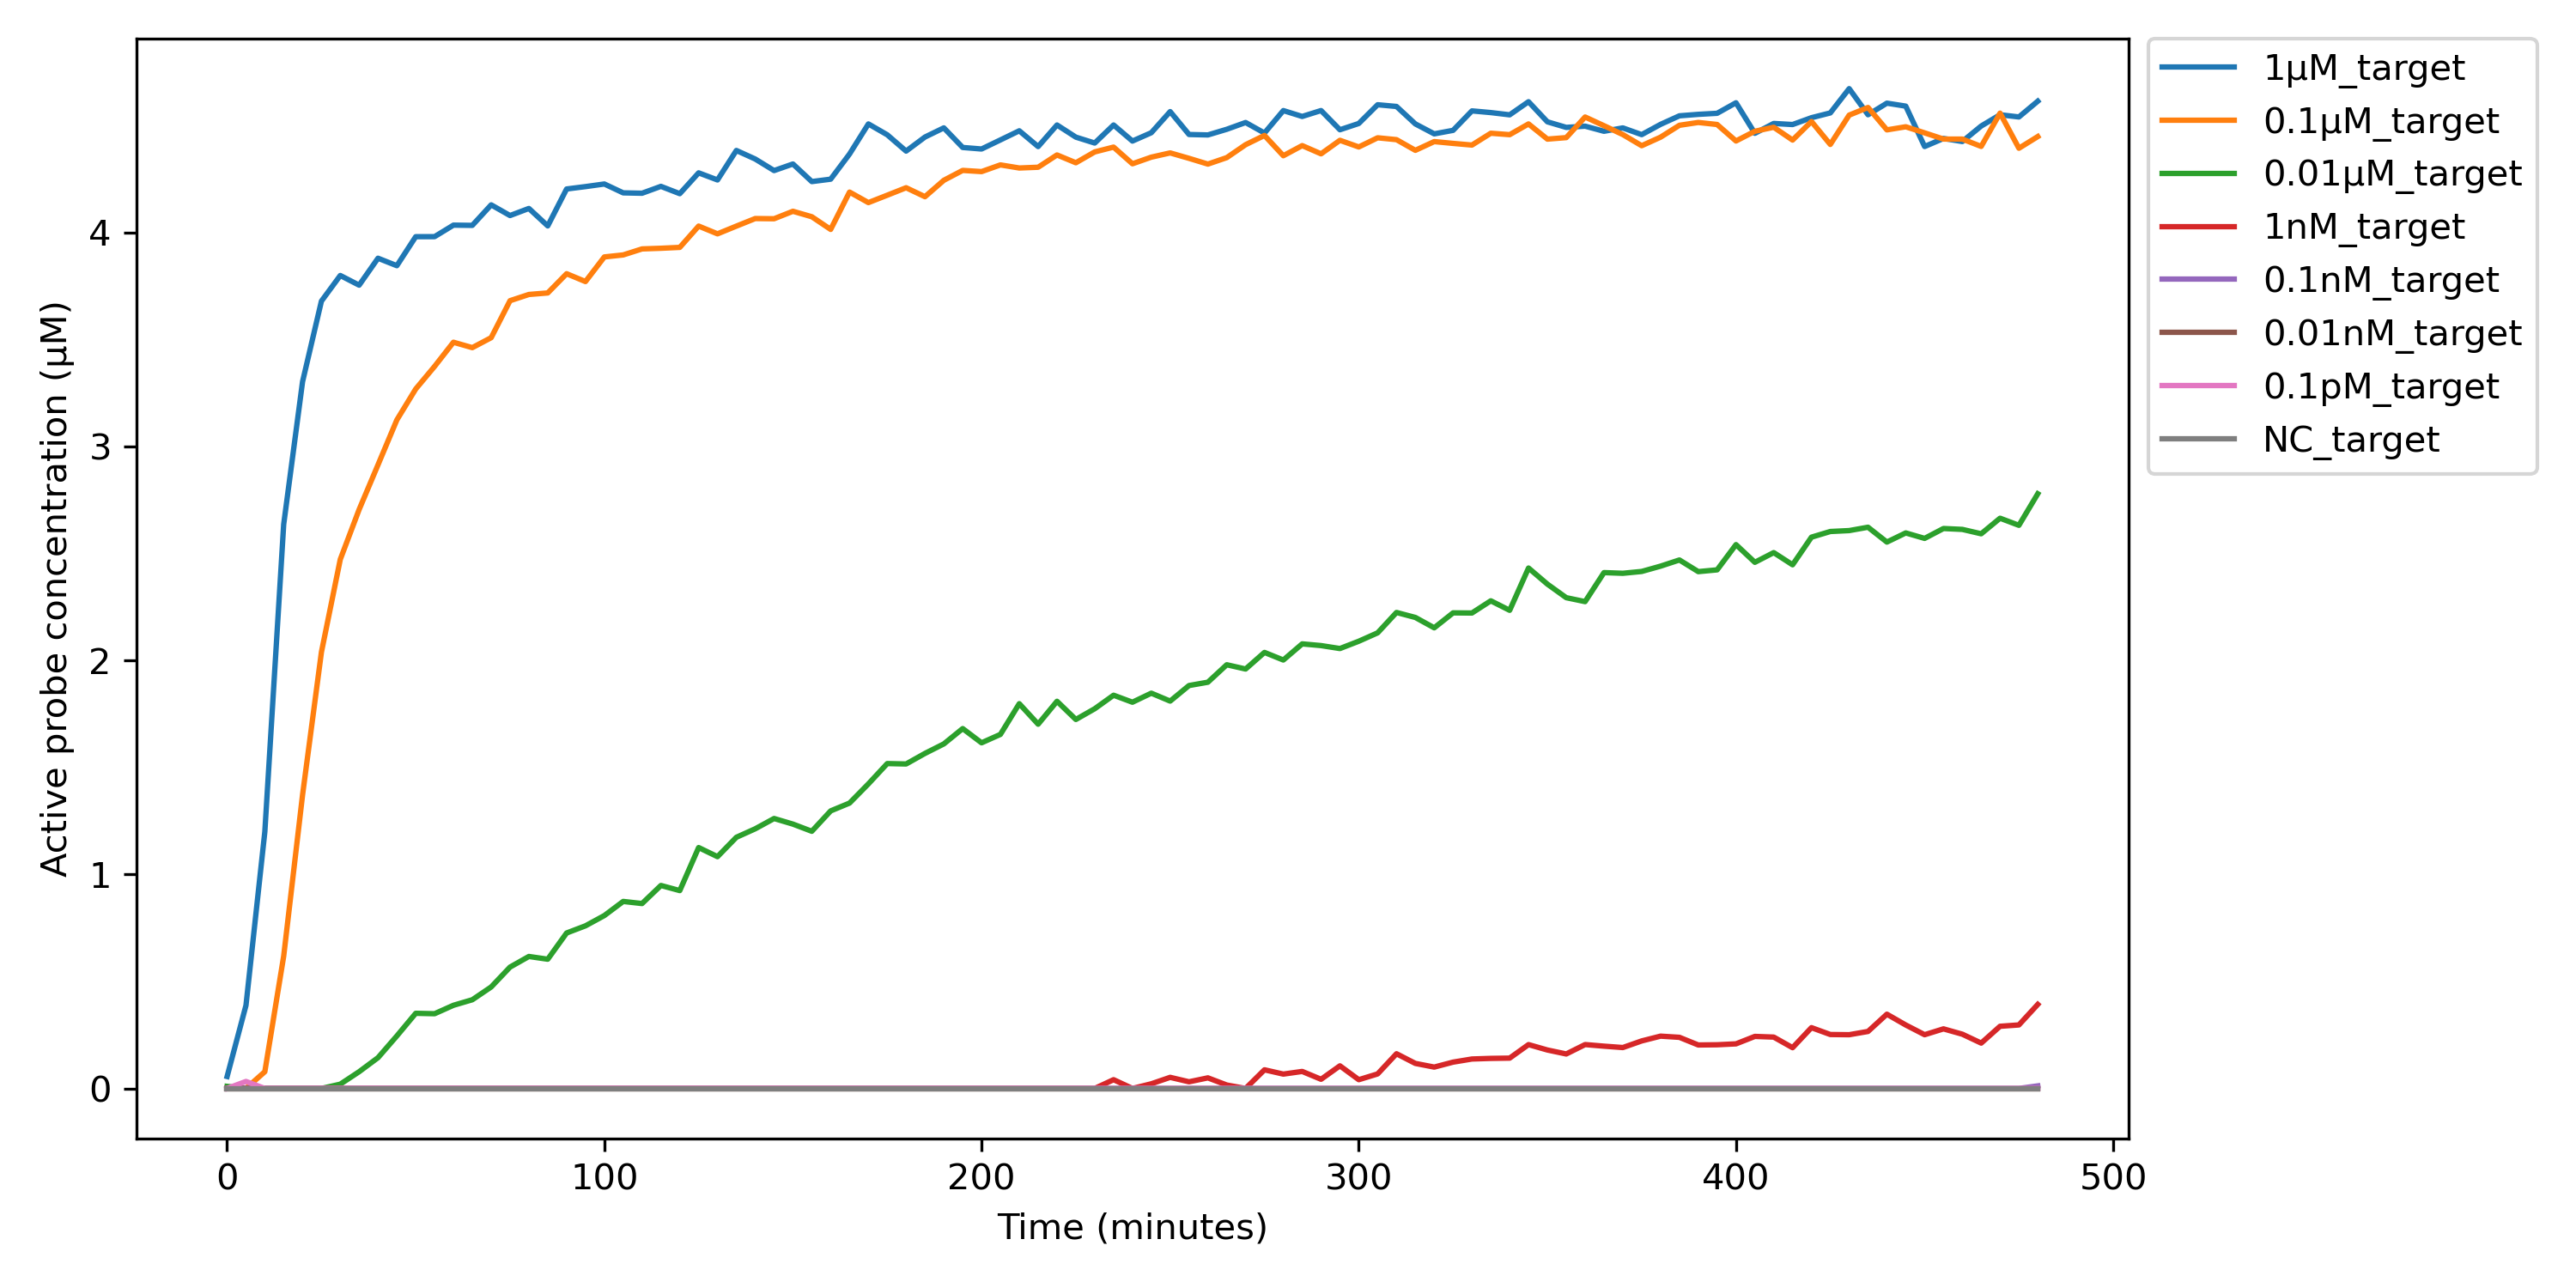 Active probe concentration (μM)
4
3
2
1
0
0 100 200 300 400 500
Time (minutes)
1μM_target
0.1μM_target
0.01μM_target
1nM_target
0.1nM_target
0.01nM_target
0.1pM_target
NC_target